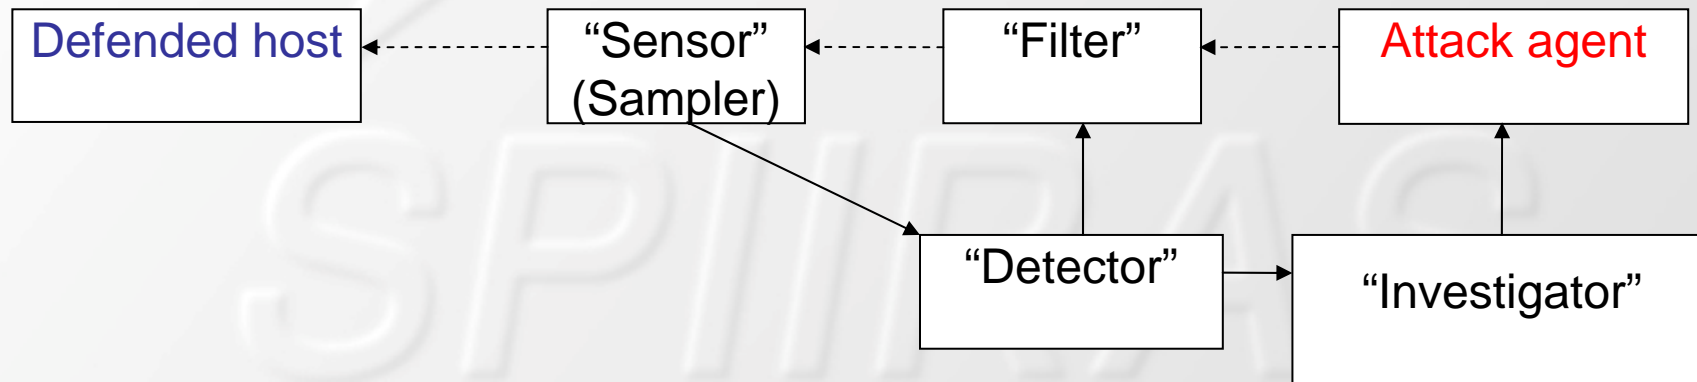 Defended host
“Sensor”
(Sampler)
“Filter”
Attack agent
“Detector”
“Investigator”
SPIIRAS